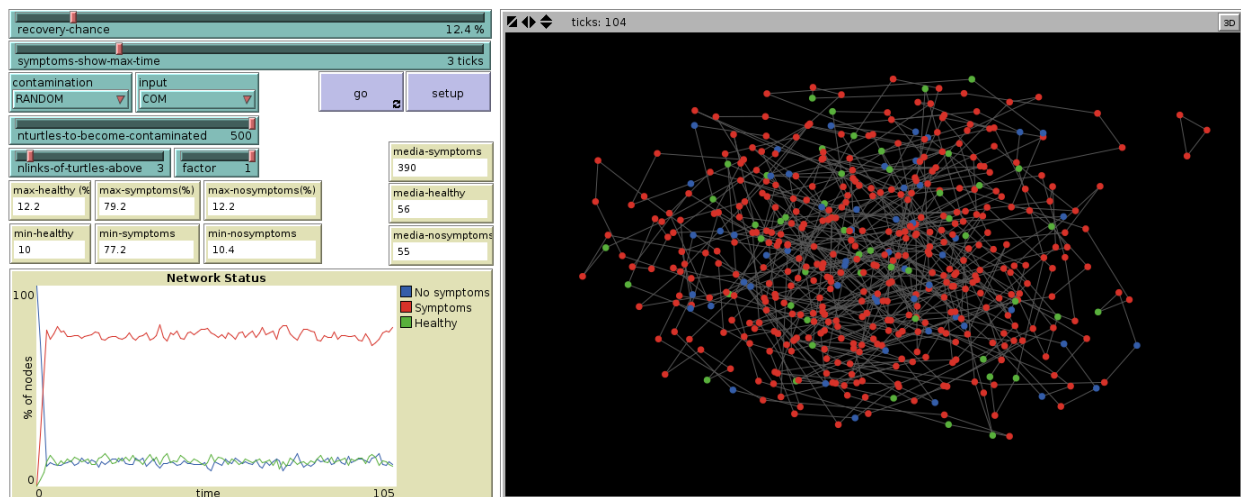 recovery-chance 12.4 %
symptoms-show-max-time 3 ticks
contamination
RANDOM
input
COM
go
setup
nturtles-to-become-contaminated 500
nlinks-of-turtles-above 3
factor 1
media-symptoms
390
max-healthy (%
12.2
max-symptoms(%)
79.2
max-nosymptoms(%)
12.2
media-healthy
56
min-healthy
10
min-symptoms
77.2
min-nosymptoms
10.4
media-nosymptoms
55
Network Status
100
% of nodes
0
0
time
105
No symptoms
Symptoms
Healthy
ticks: 104
3D